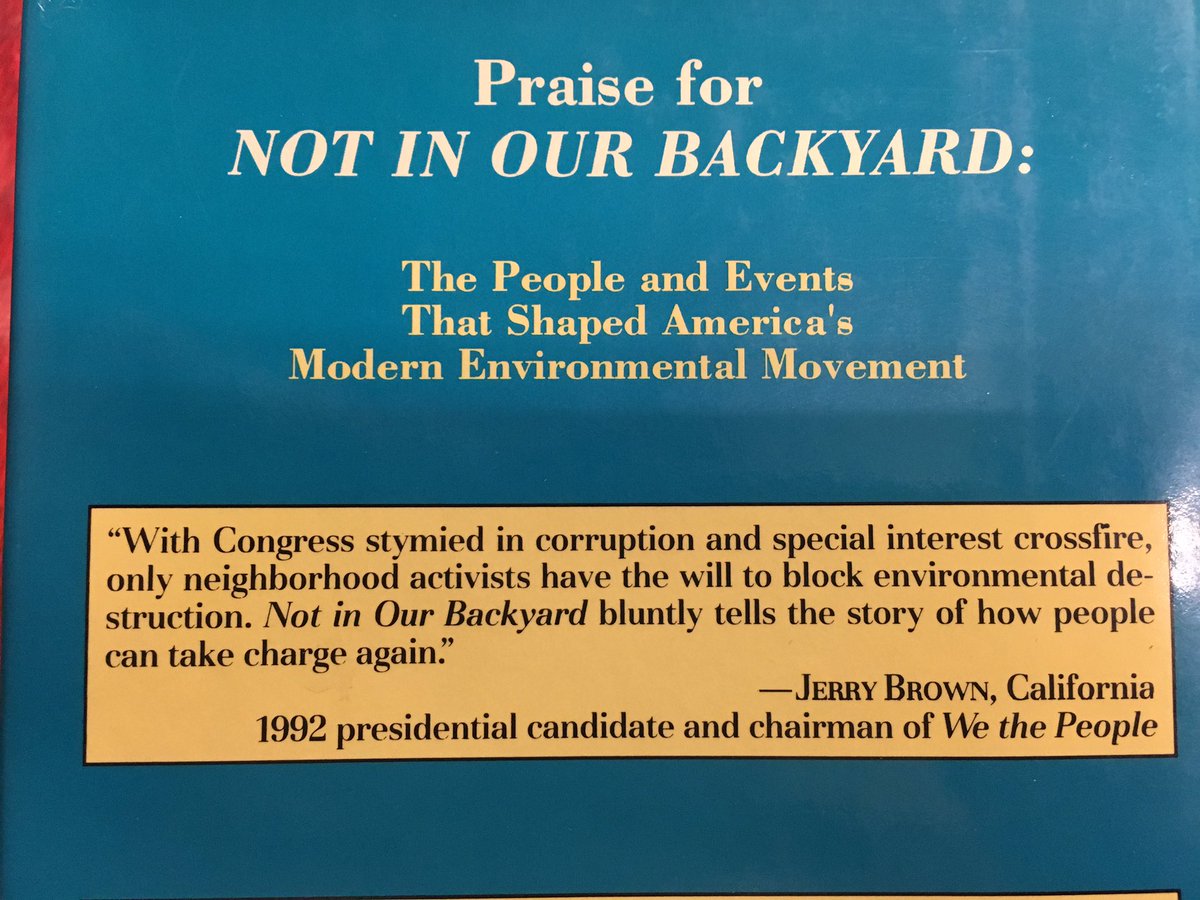 Praise for
NOT IN OUR BACKYARD:
The People and Events
That Shaped America's
Modern Environmental Movement
“With Congress stymied in corruption and special interest crossfire,
only neighborhood activists have the will to block environmental de-
struction. Not in Our Backyard bluntly tells the story of how people
can take charge again.”
—JERRY BROWN, California
1992 presidential candidate and chairman of We the People